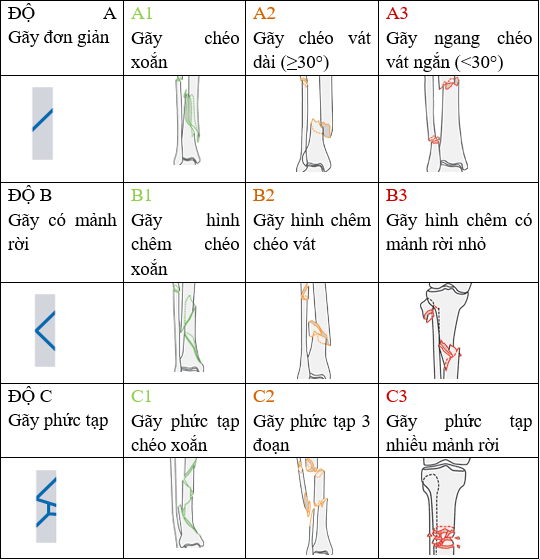 ĐỘ A
Gãy đơn giản
A1
Gãy chéo
xoắn
A2
Gãy chéo vát
dài (≥30°)
A3
Gãy ngang chéo
vát ngắn (<30°)
ĐỘ B
Gãy có mảnh
rời
B1
Gãy hình
chêm chéo
xoắn
B2
Gãy hình chêm
chéo vát
B3
Gãy hình chêm có
mảnh rời nhỏ
ĐỘ C
Gãy phức tạp
C1
Gãy phức tạp
chéo xoắn
C2
Gãy phức tạp 3
đoạn
C3
Gãy phức tạp
nhiều mảnh rời